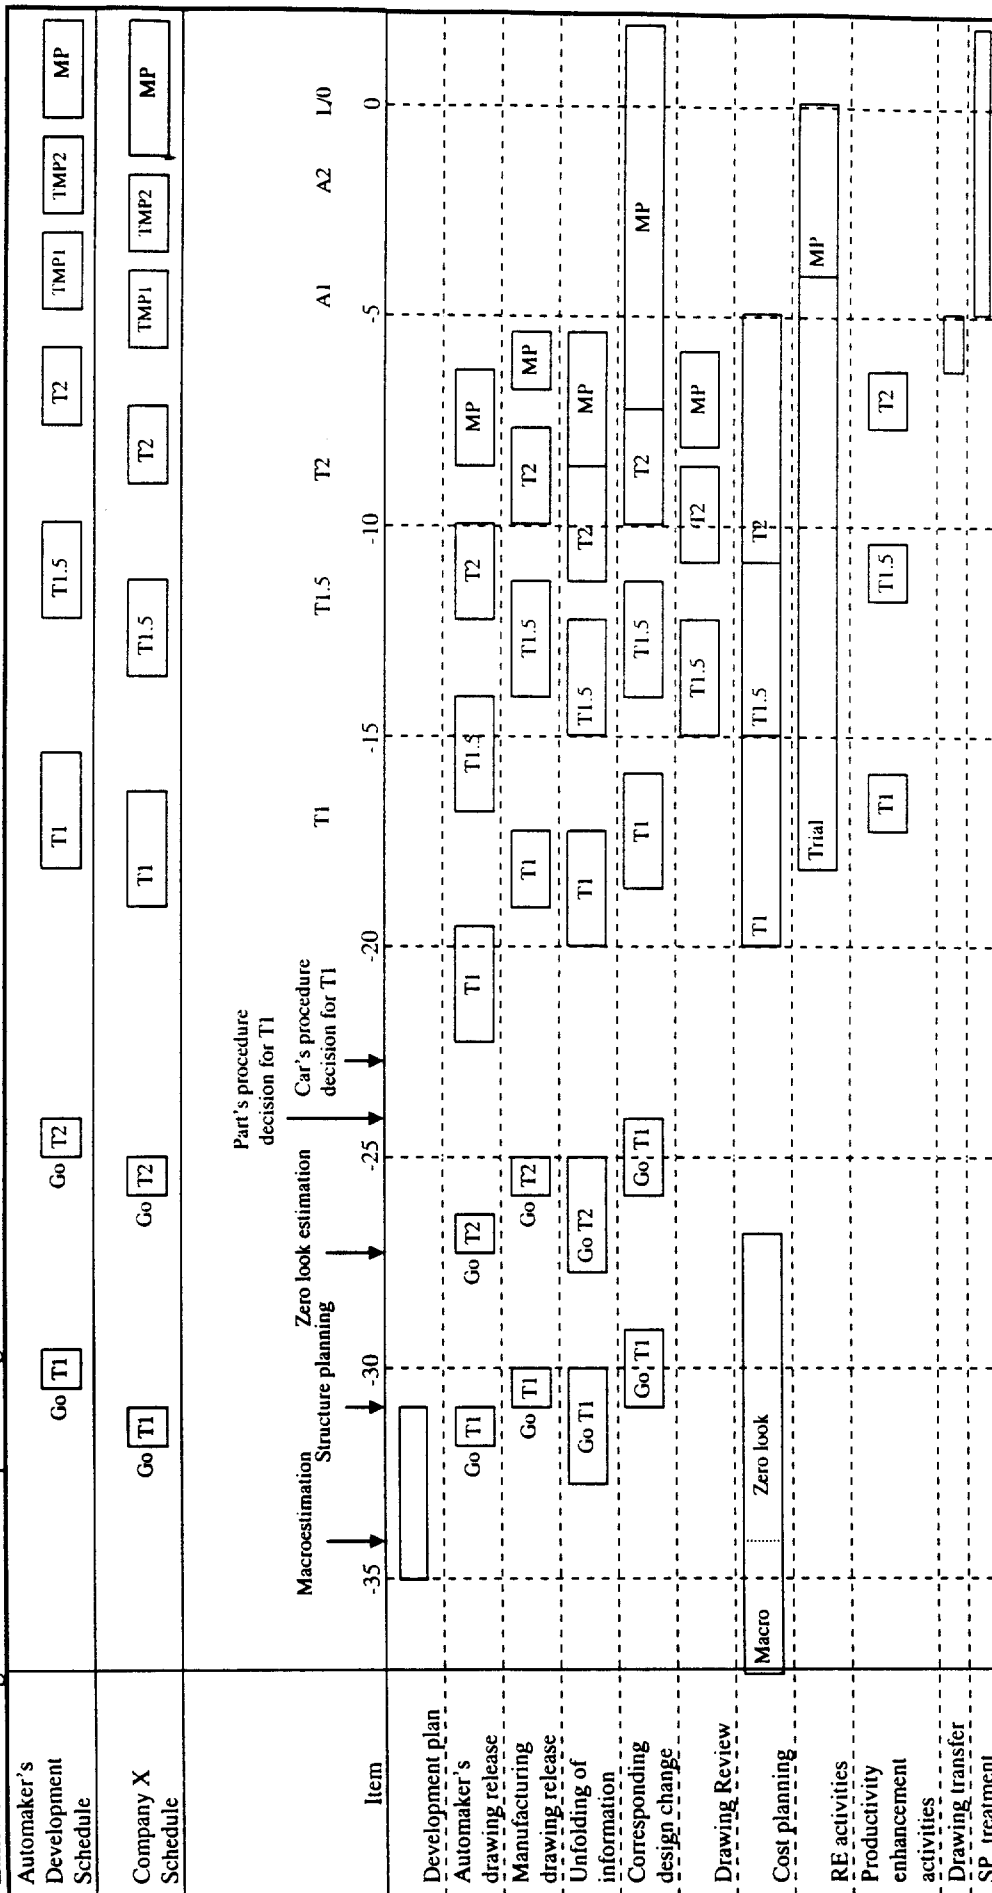 Automaker's
Development
Schedule
Go T1
Go T2
T1
T1.5
T2
TMP1
TMP2
MP
Company X
Schedule
Go T1
Go T2
T1
T1.5
T2
TMP1
TMP2
MP
Part's procedure
decision for T1
Macroestimation
Structure planning
Zero look estimation
Car's procedure
decision for T1
T1
T1.5
T2
A1
A2
L/0
Item
-35
-30
-25
-20
-15
-10
-5
0
Development plan
Automaker's
drawing release
Go T1
Go T2
T1
T1.5
T2
MP
Manufacturing
drawing release
Go T1
Go T2
T1
T1.5
T2
MP
Unfolding of
information
Go T1
Go T2
T1
T1.5
T2
MP
Corresponding
design change
Go T1
Go T1
T1
T1.5
T2
MP
Drawing Review
T1.5
T2
MP
Cost planning
Macro
Zero look
T1
T1.5
T2
RE activities
Trial
MP
Productivity
enhancement
activities
T1
T1.5
T2
Drawing transfer
SP treatment